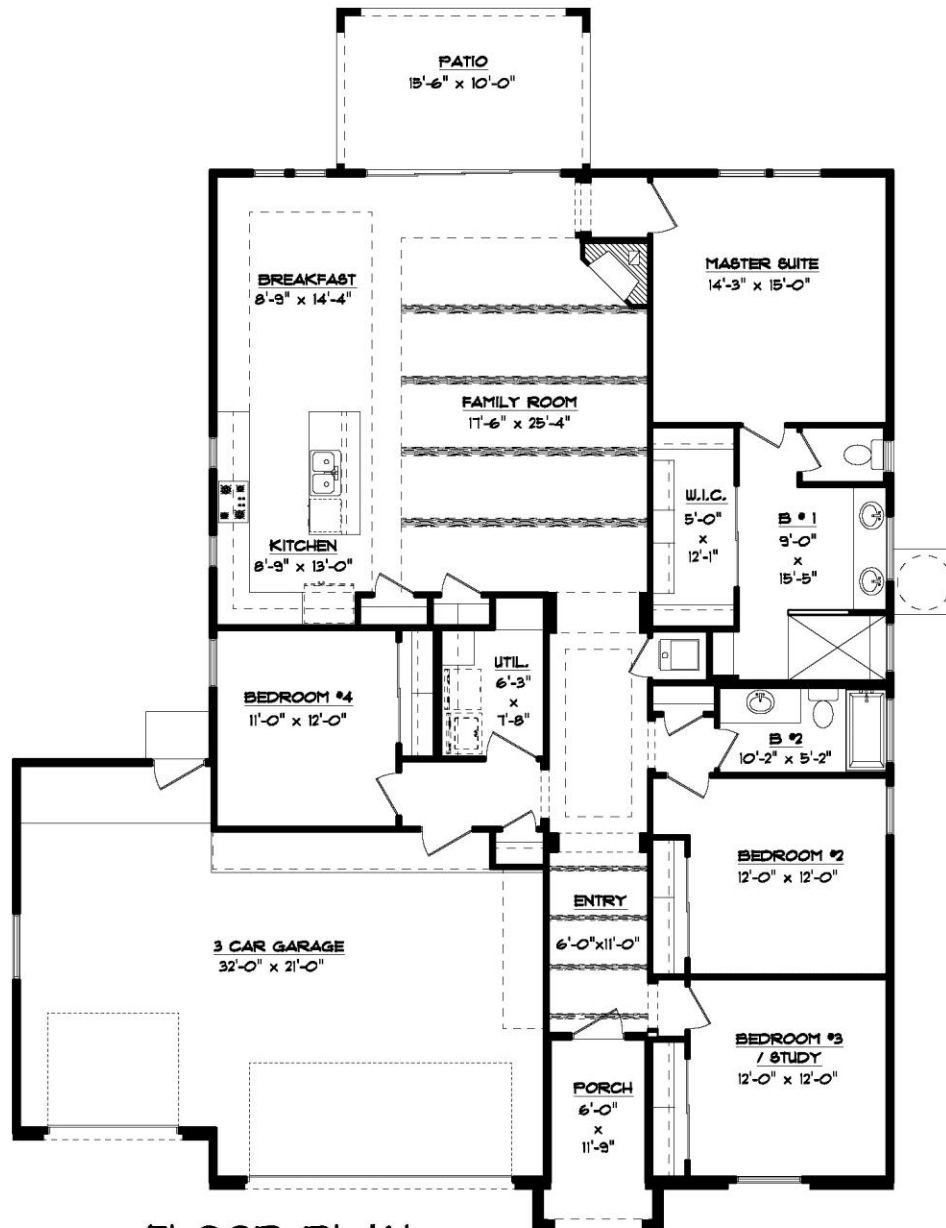 PATIO
15'-6" x 10'-0"
BREAKFAST
8'-9" x 14'-4"
MASTER SUITE
14'-3" x 15'-0"
FAMILY ROOM
17'-6" x 25'-4"
W.I.C.
5'-0"
x
12'-1"
B #1
9'-0"
x
15'-5"
KITCHEN
8'-9" x 13'-0"
UTIL.
6'-3"
x
7'-8"
BEDROOM #4
11'-0" x 12'-0"
B #2
10'-2" x 5'-2"
BEDROOM #2
12'-0" x 12'-0"
ENTRY
6'-0"x11'-0"
3 CAR GARAGE
32'-0" x 21'-0"
BEDROOM #3
/ STUDY
12'-0" x 12'-0"
PORCH
6'-0"
x
11'-9"
FLOOR PLAN